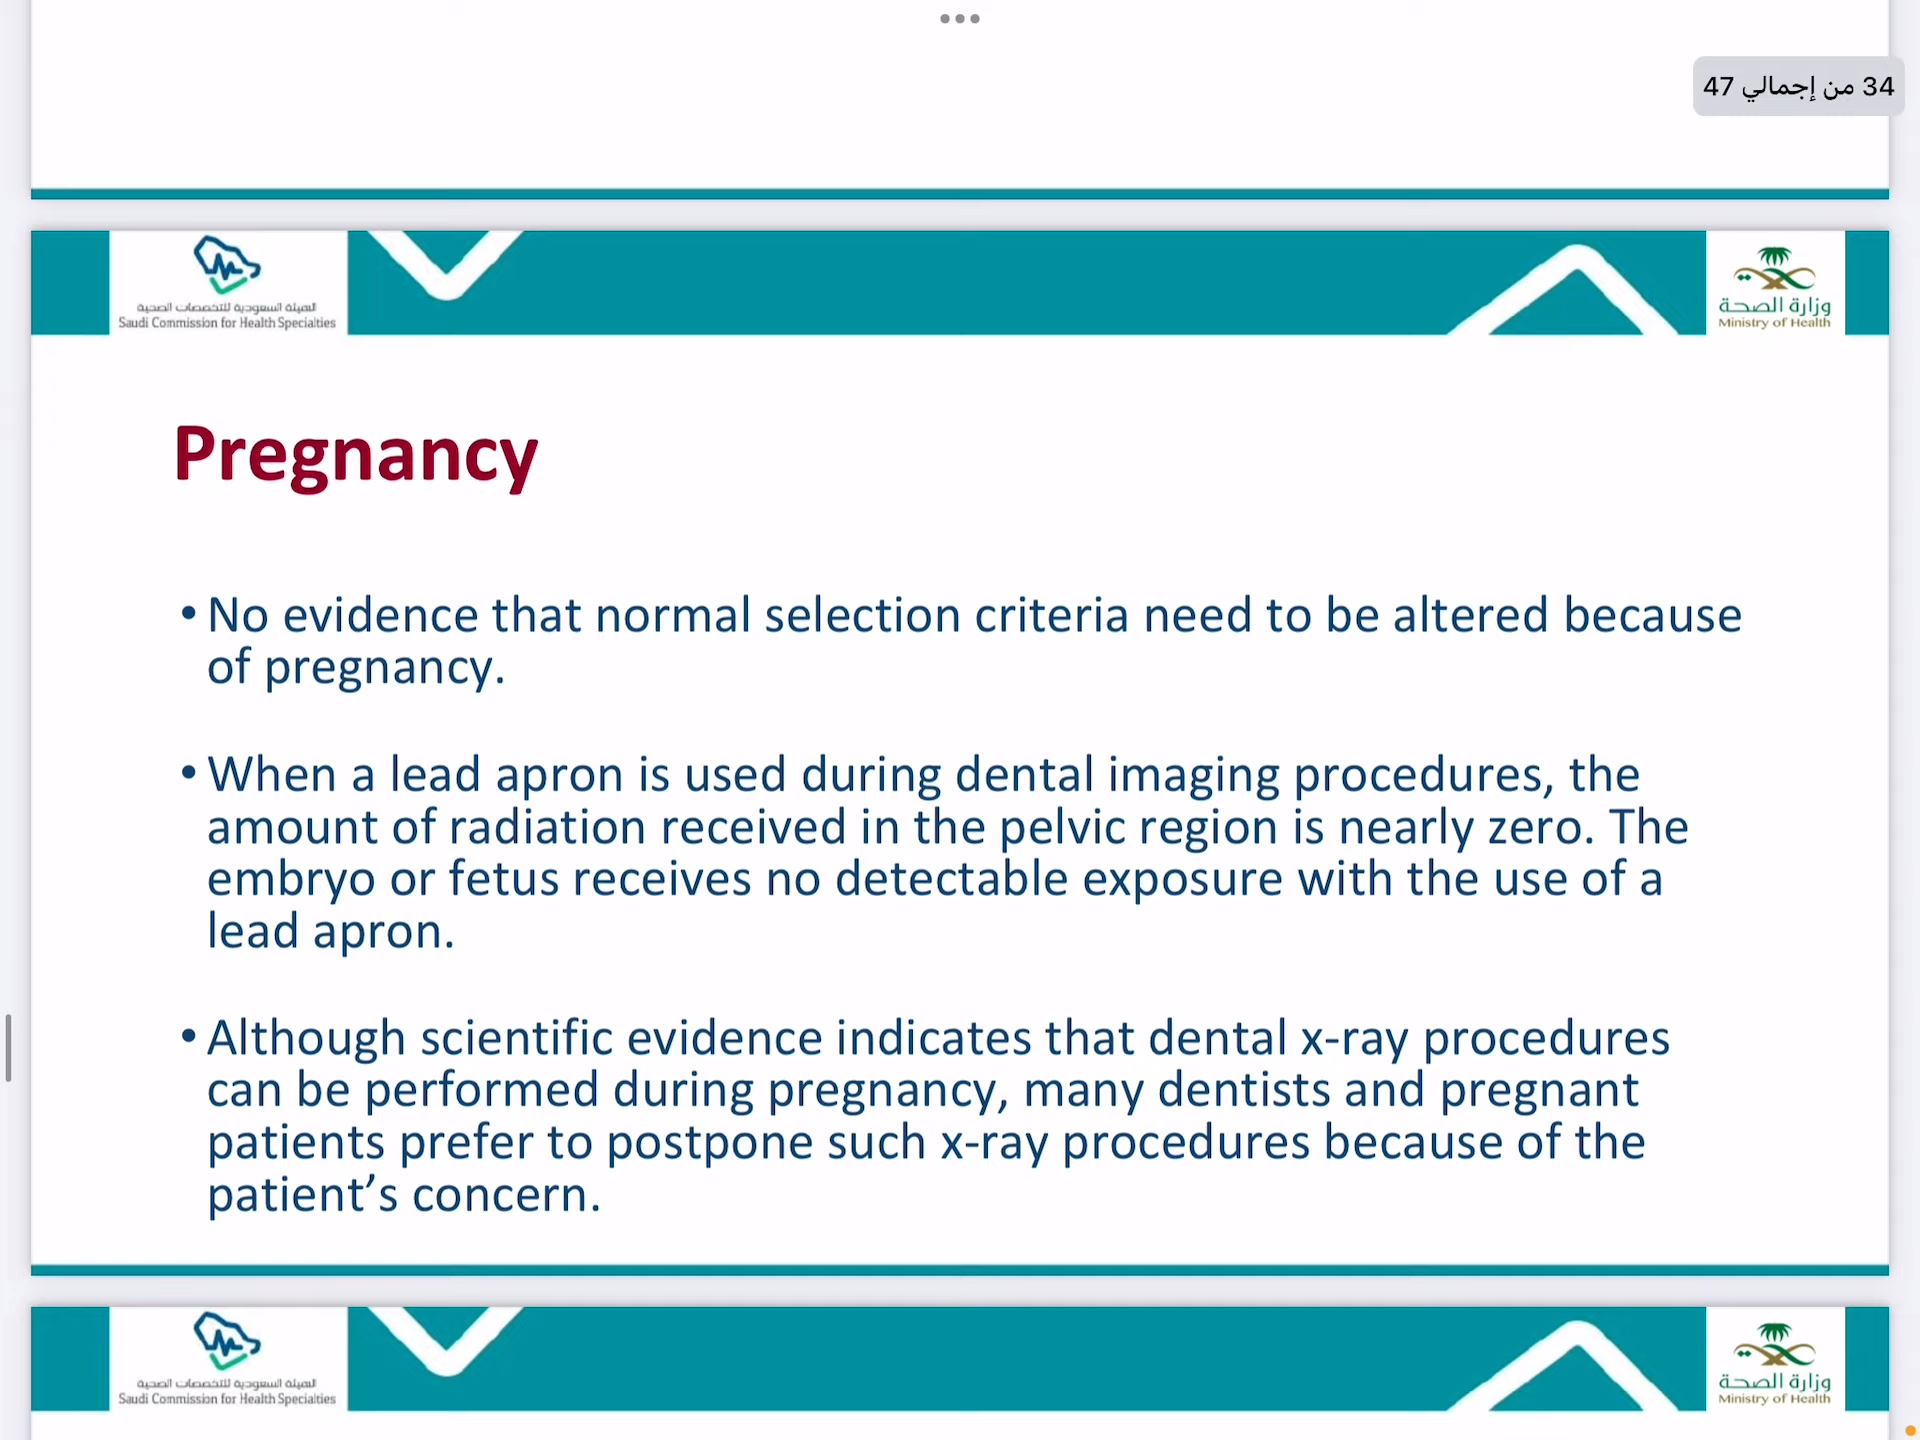 34 من إجمالي 47
الهيئة السعودية للتخصصات الصحية
Saudi Commission for Health Specialties
وزارة الصحة
Ministry of Health
Pregnancy
• No evidence that normal selection criteria need to be altered because
of pregnancy.
• When a lead apron is used during dental imaging procedures, the
amount of radiation received in the pelvic region is nearly zero. The
embryo or fetus receives no detectable exposure with the use of a
lead apron.
• Although scientific evidence indicates that dental x-ray procedures
can be performed during pregnancy, many dentists and pregnant
patients prefer to postpone such x-ray procedures because of the
patient’s concern.
الهيئة السعودية للتخصصات الصحية
Saudi Commission for Health Specialties
وزارة الصحة
Ministry of Health